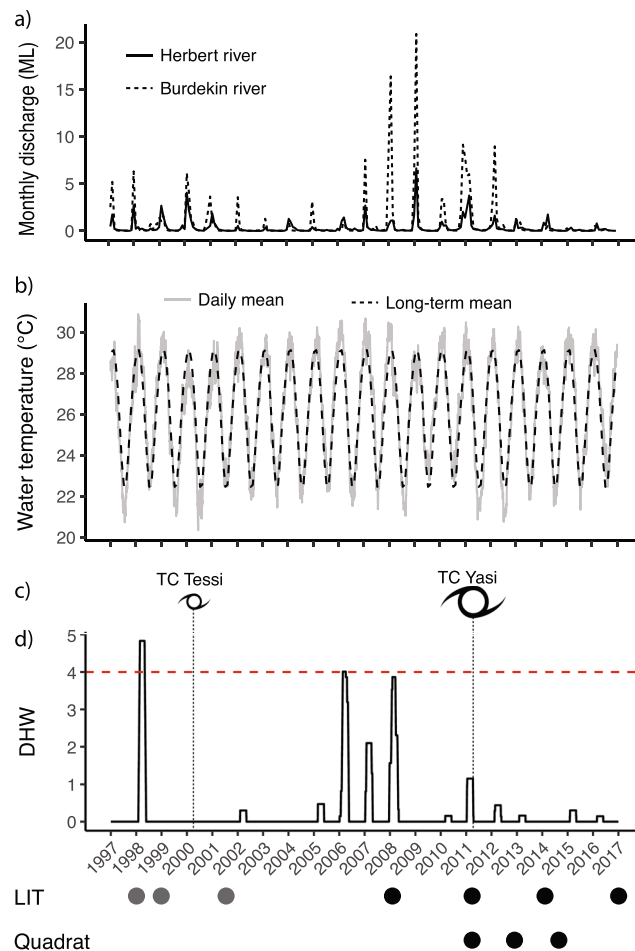 a)
Monthly discharge (ML)
20
15
10
5
0
Herbert river
Burdekin river
b)
Water temperature (°C)
30
28
26
24
22
20
Daily mean
Long-term mean
c)
TC Tessi
TC Yasi
d)
DHW
5
4
3
2
1
0
1997 1998 1999 2000 2001 2002 2003 2004 2005 2006 2007 2008 2009 2010 2011 2012 2013 2014 2015 2016 2017
LIT
Quadrat